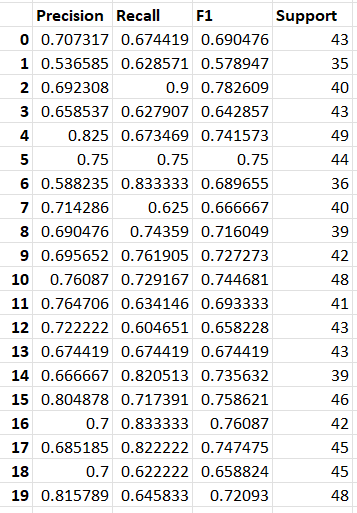 Precision Recall F1 Support
0 0.707317 0.674419 0.690476 43
1 0.536585 0.628571 0.578947 35
2 0.692308 0.9 0.782609 40
3 0.658537 0.627907 0.642857 43
4 0.825 0.673469 0.741573 49
5 0.75 0.75 0.75 44
6 0.588235 0.833333 0.689655 36
7 0.714286 0.625 0.666667 40
8 0.690476 0.74359 0.716049 39
9 0.695652 0.761905 0.727273 42
10 0.76087 0.729167 0.744681 48
11 0.764706 0.634146 0.693333 41
12 0.722222 0.604651 0.658228 43
13 0.674419 0.674419 0.674419 43
14 0.666667 0.820513 0.735632 39
15 0.804878 0.717391 0.758621 46
16 0.7 0.833333 0.76087 42
17 0.685185 0.822222 0.747475 45
18 0.7 0.622222 0.658824 45
19 0.815789 0.645833 0.72093 48